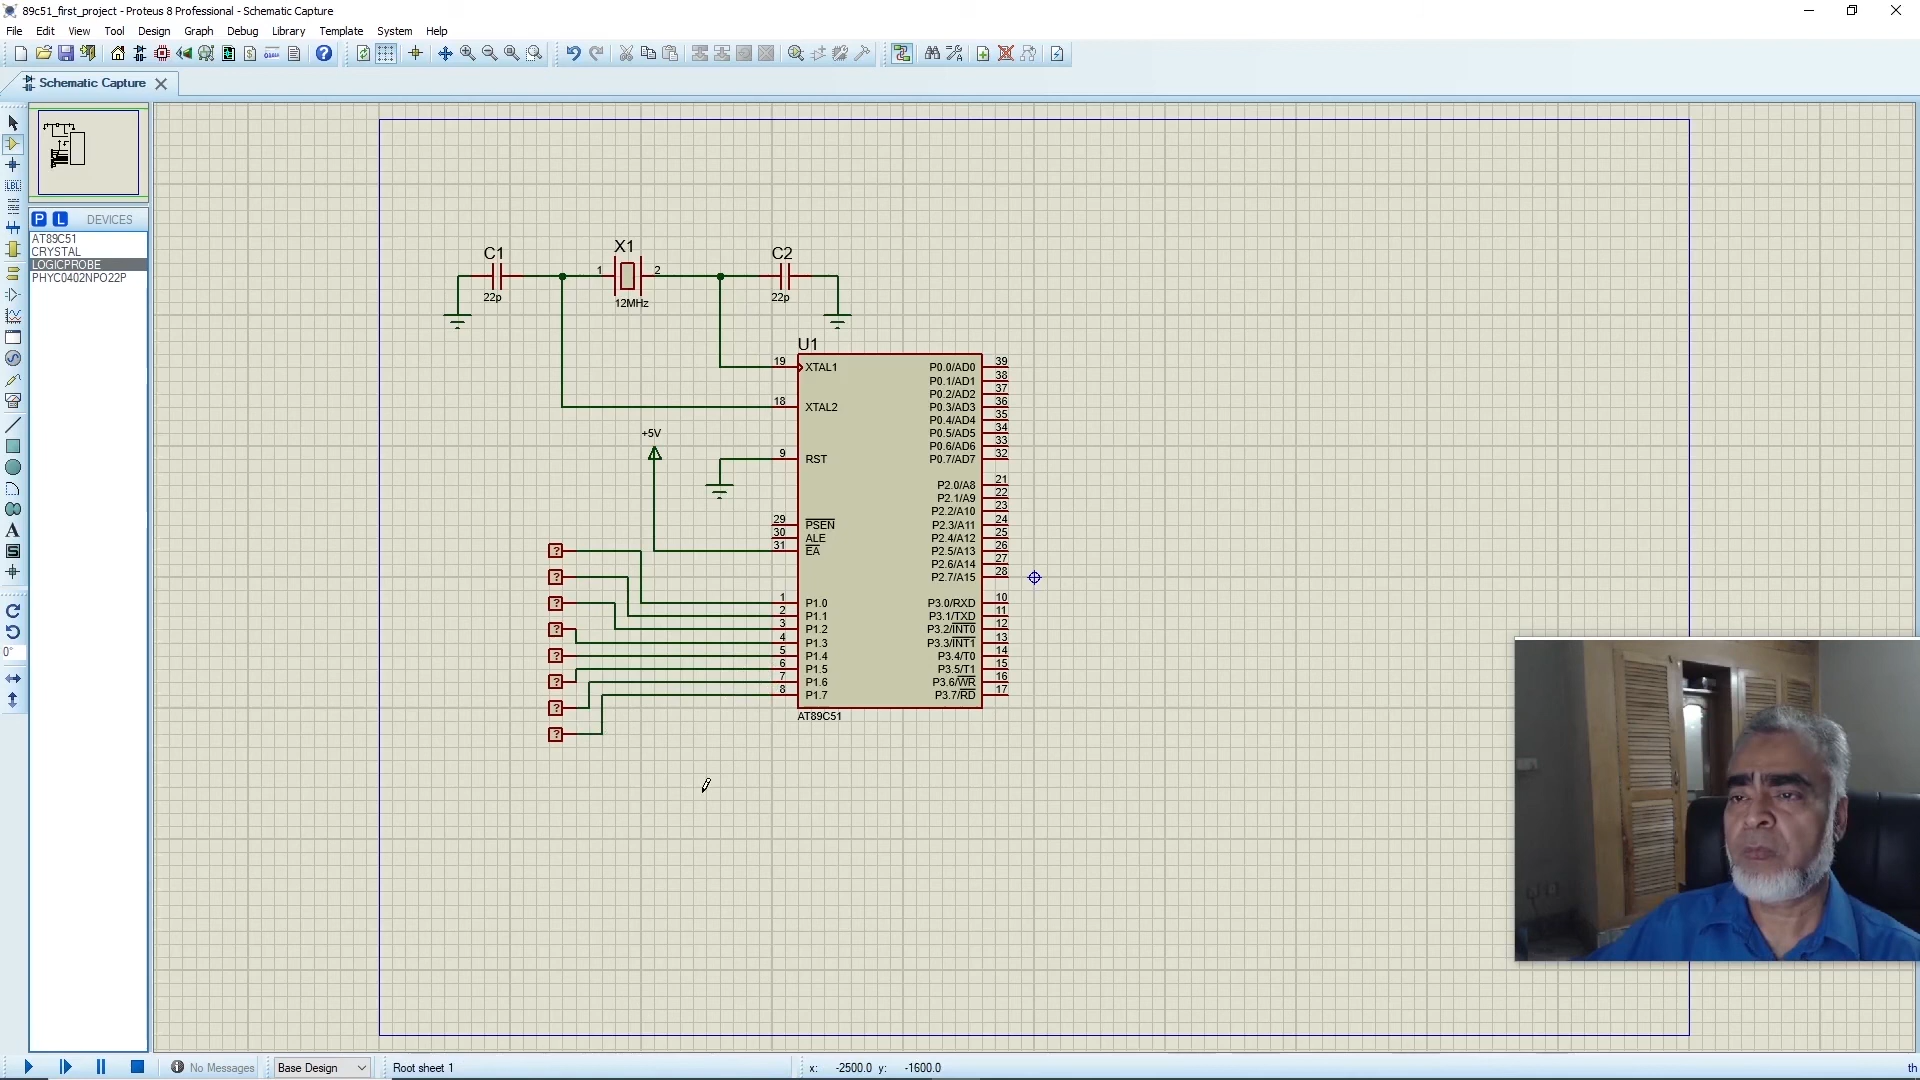 89c51_first_project - Proteus 8 Professional - Schematic Capture
File Edit View Tool Design Graph Debug Library Template System Help
Schematic Capture
LBL
P L DEVICES
AT89C51
CRYSTAL
LOGICPROBE
PHYC0402NPO22P
A
S
0°
C1
22p
X1
1 2
12MHz
C2
22p
+5V
U1
19 XTAL1
18 XTAL2
9 RST
29 PSEN
30 ALE
31 EA
1 P1.0
2 P1.1
3 P1.2
4 P1.3
5 P1.4
6 P1.5
7 P1.6
8 P1.7
P0.0/AD0 39
P0.1/AD1 38
P0.2/AD2 37
P0.3/AD3 36
P0.4/AD4 35
P0.5/AD5 34
P0.6/AD6 33
P0.7/AD7 32
P2.0/A8 21
P2.1/A9 22
P2.2/A10 23
P2.3/A11 24
P2.4/A12 25
P2.5/A13 26
P2.6/A14 27
P2.7/A15 28
P3.0/RXD 10
P3.1/TXD 11
P3.2/INT0 12
P3.3/INT1 13
P3.4/T0 14
P3.5/T1 15
P3.6/WR 16
P3.7/RD 17
AT89C51
?
?
?
?
?
?
?
?
No Messages
Base Design
Root sheet 1
x: -2500.0 y: -1600.0
th